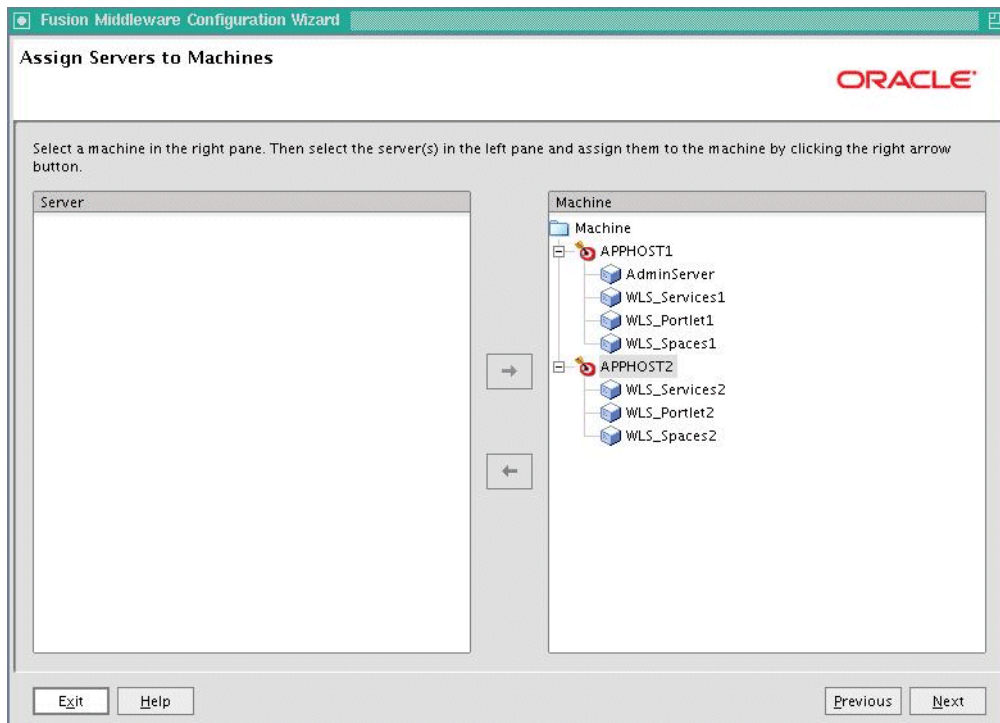 Fusion Middleware Configuration Wizard
Assign Servers to Machines
ORACLE
Select a machine in the right pane. Then select the server(s) in the left pane and assign them to the machine by clicking the right arrow
button.
Server
Machine
Machine
APPHOST1
AdminServer
WLS_Services1
WLS_Portlet1
WLS_Spaces1
APPHOST2
WLS_Services2
WLS_Portlet2
WLS_Spaces2
Exit
Help
Previous
Next